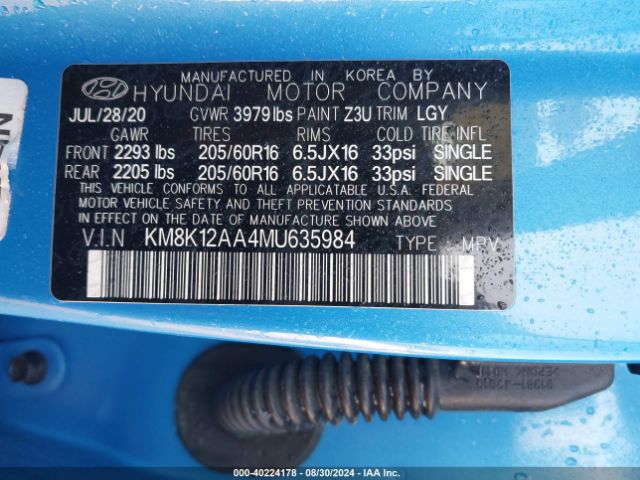 MANUFACTURED IN KOREA BY
HYUNDAI MOTOR COMPANY
JUL/28/20 GVWR 3979 lbs PAINT Z3U TRIM LGY
GAWR TIRES RIMS COLD TIRE INFL
FRONT 2293 lbs 205/60R16 6.5JX16 33psi SINGLE
REAR 2205 lbs 205/60R16 6.5JX16 33psi SINGLE
THIS VEHICLE CONFORMS TO ALL APPLICABLE U.S.A. FEDERAL
MOTOR VEHICLE SAFETY AND THEFT PREVENTION STANDARDS
IN EFFECT ON THE DATE OF MANUFACTURE SHOWN ABOVE.
V.I.N KM8K12AA4MU635984 TYPE : MPV
000-40224178 - 08/30/2024 - IAA Inc.